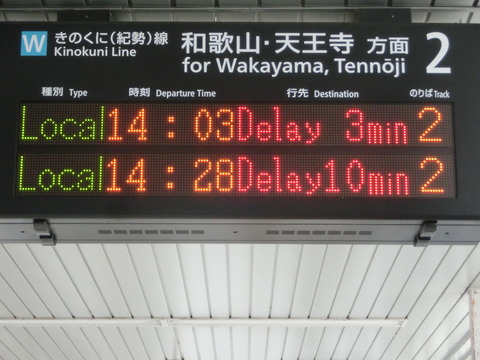 W きのくに(紀勢)線 和歌山・天王寺 方面 2
Kinokuni Line for Wakayama, Tennōji
種別 Type 時刻 Departure Time 行先 Destination のりば Track
Local 14 : 03 Delay 3min 2
Local 14 : 28 Delay10min 2